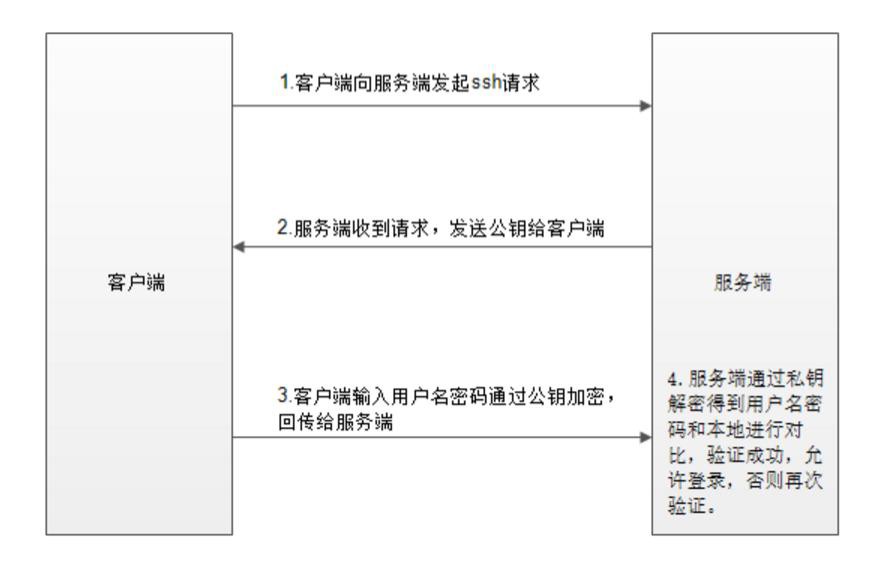 1.客户端向服务端发起ssh请求
2.服务端收到请求，发送公钥给客户端
客户端
服务端
3.客户端输入用户名密码通过公钥加密，
回传给服务端
4.服务端通过私钥
解密得到用户名密
码和本地进行对
比，验证成功，允
许登录，否则再次
验证。